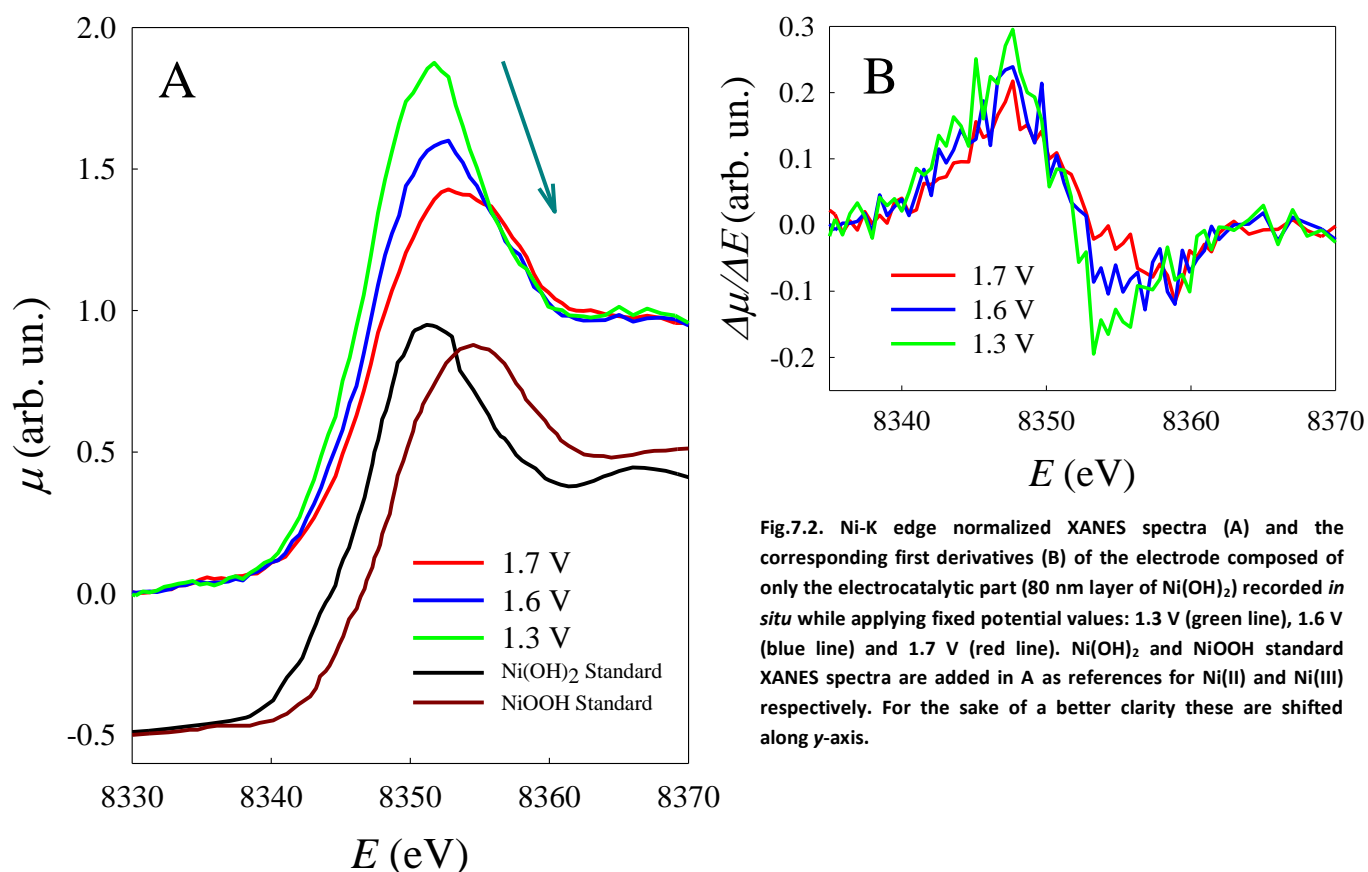 A
2.0
1.5
1.0
0.5
0.0
-0.5
μ (arb. un.)
1.7 V
1.6 V
1.3 V
Ni(OH)2 Standard
NiOOH Standard
8330 8340 8350 8360 8370
E (eV)
B
0.3
0.2
0.1
0.0
-0.1
-0.2
Δμ/ΔE (arb. un.)
1.7 V
1.6 V
1.3 V
8340 8350 8360 8370
E (eV)
Fig.7.2. Ni-K edge normalized XANES spectra (A) and the
corresponding first derivatives (B) of the electrode composed of
only the electrocatalytic part (80 nm layer of Ni(OH)2) recorded in
situ while applying fixed potential values: 1.3 V (green line), 1.6 V
(blue line) and 1.7 V (red line). Ni(OH)2 and NiOOH standard
XANES spectra are added in A as references for Ni(II) and Ni(III)
respectively. For the sake of a better clarity these are shifted
along y-axis.